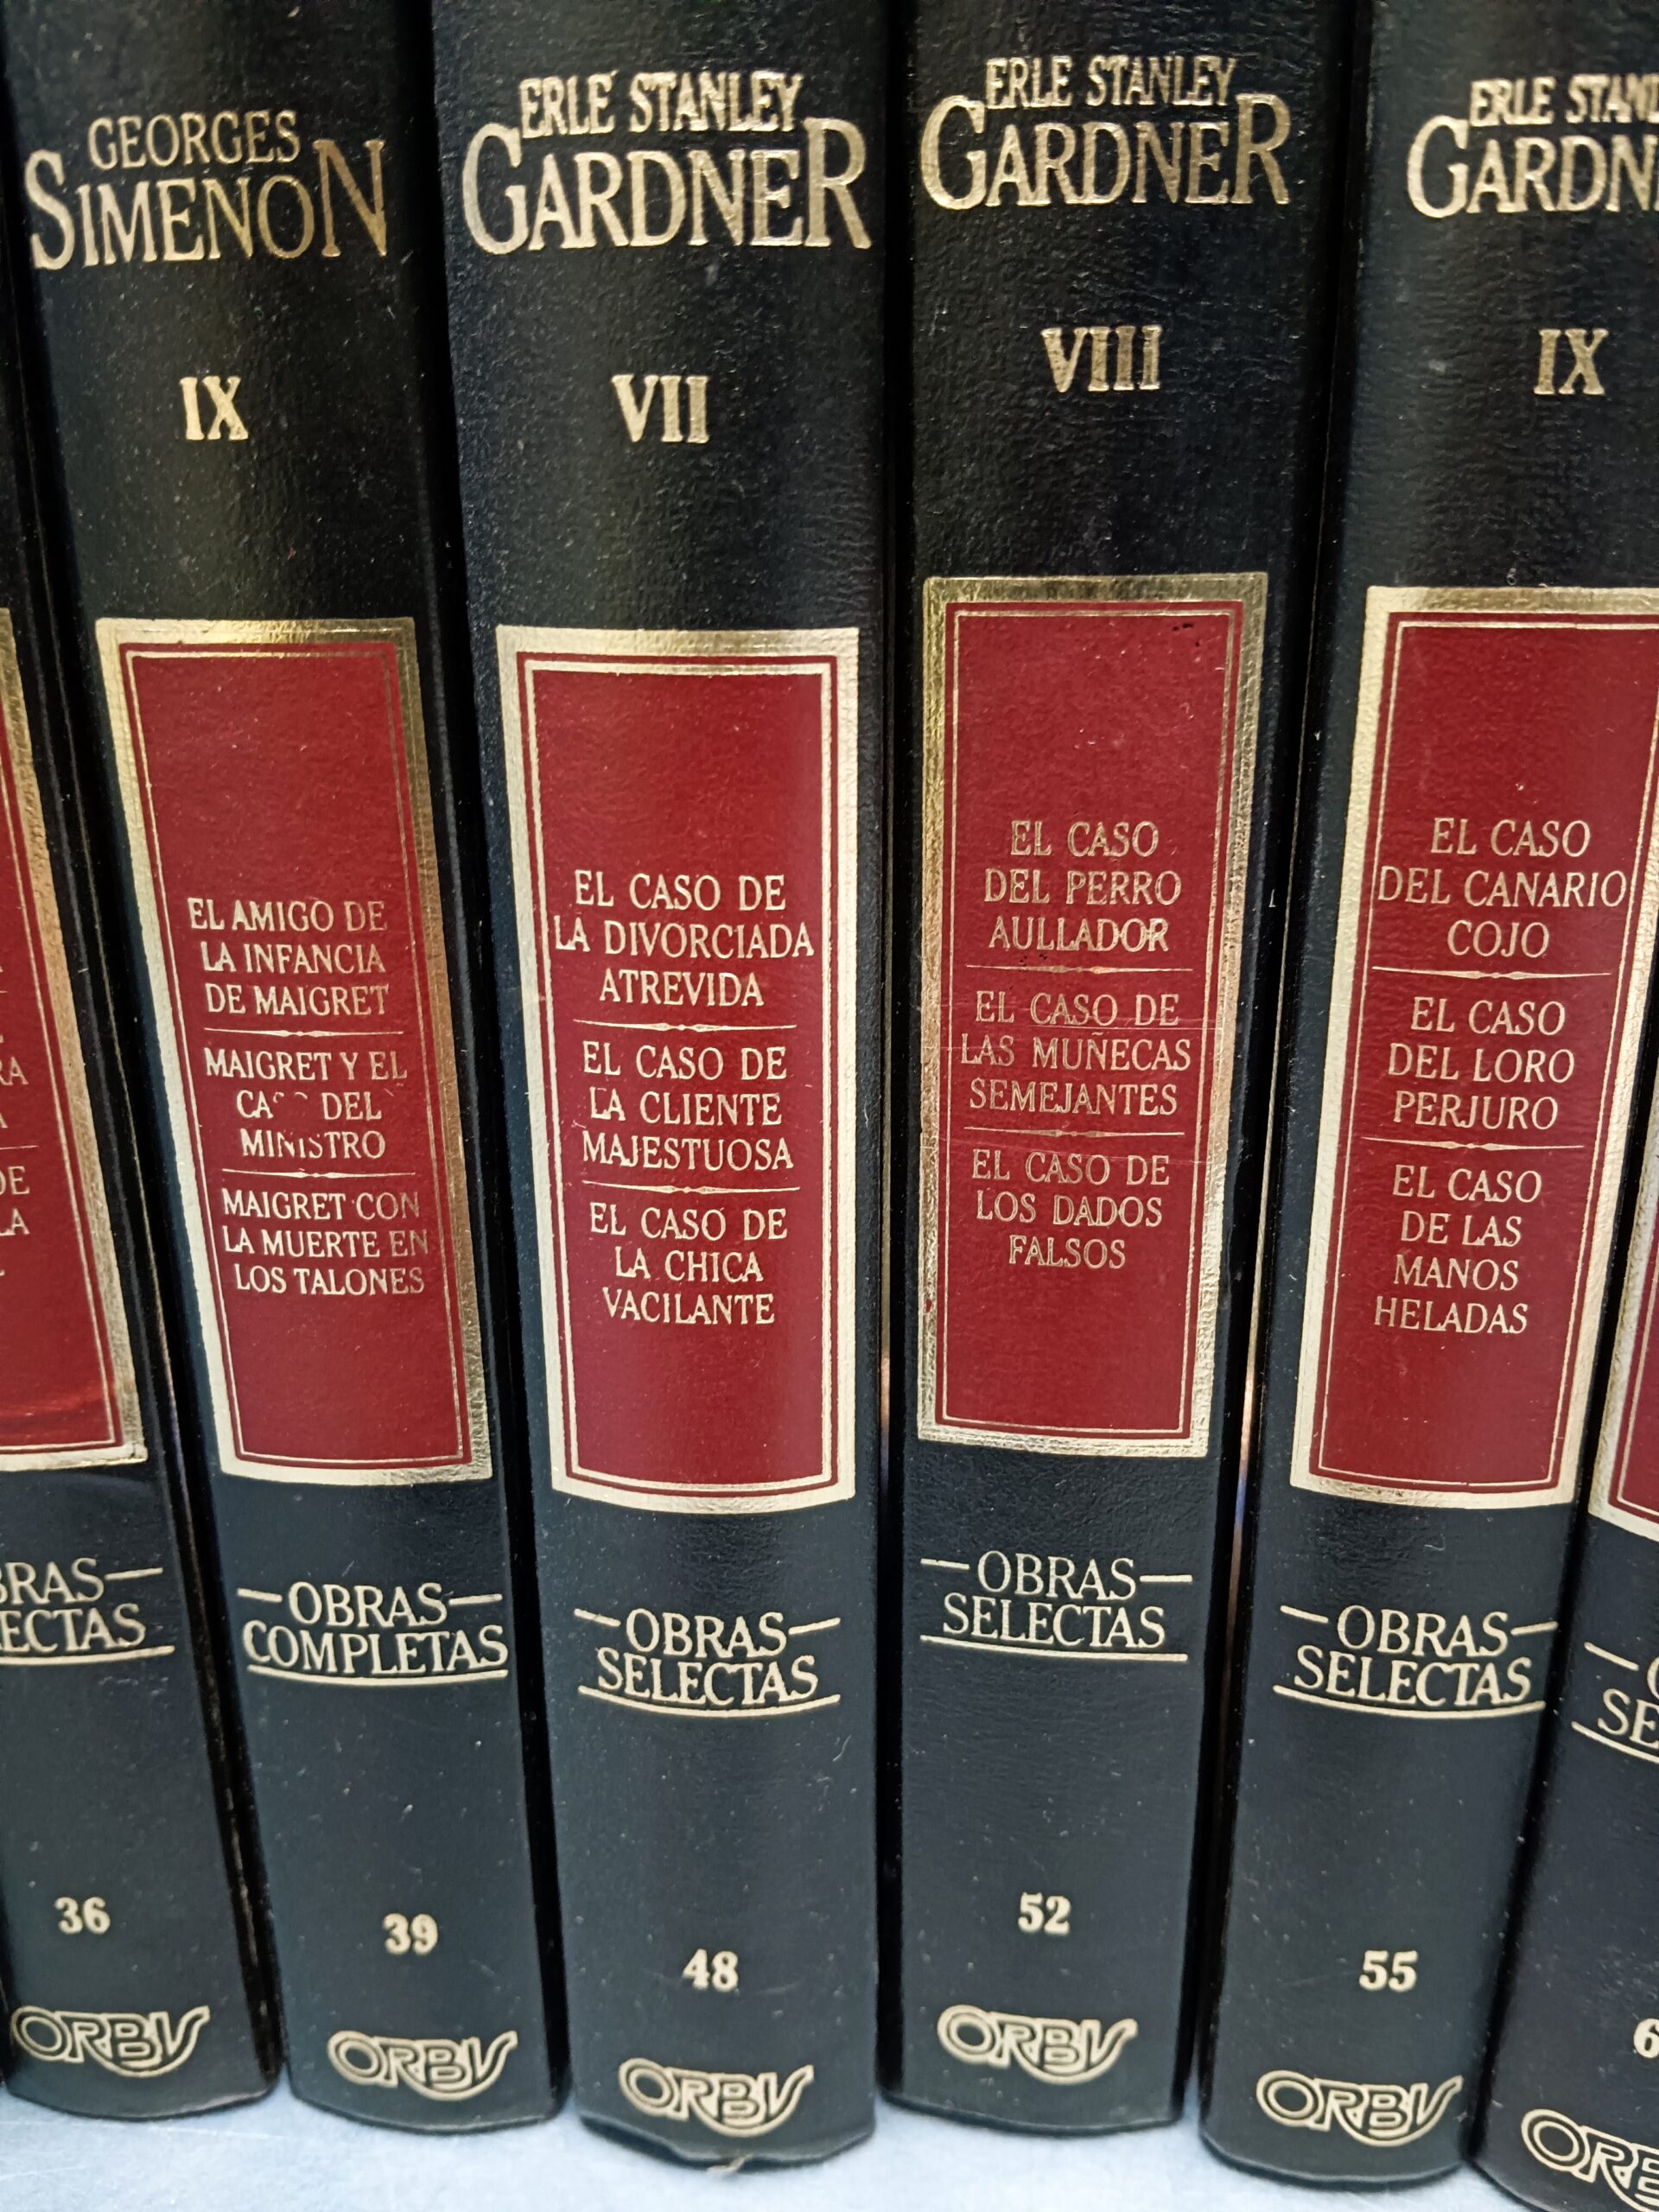 GEORGES
SIMENON
IX
EL AMIGO DE
LA INFANCIA
DE MAIGRET
MAIGRET Y EL
DEL
MINISTRO
MAIGRET CON
LA MUERTE EN
LOS TALONES
OBRAS
COMPLETAS
39
ORBIS
ERLE STANLEY
GARDNER
VII
EL CASO DE
LA DIVORCIADA
ATREVIDA
EL CASO DE
LA CLIENTE
MAJESTUOSA
EL CASO DE
LA CHICA
VACILANTE
OBRAS
SELECTAS
48
ORBIS
ERLE STANLEY
GARDNER
VIII
EL CASO
DEL PERRO
AULLADOR
EL CASO DE
LAS MUÑECAS
SEMEJANTES
EL CASO DE
LOS DADOS
FALSOS
OBRAS
SELECTAS
52
ORBIS
ERLE
IX
EL CASO
DEL CANARIO
COJO
EL CASO
DEL LORO
PERJURO
EL CASO
DE LAS
MANOS
HELADAS
OBRAS
SELECTAS
55
ORBIS
DE
LA
36
ORBIS